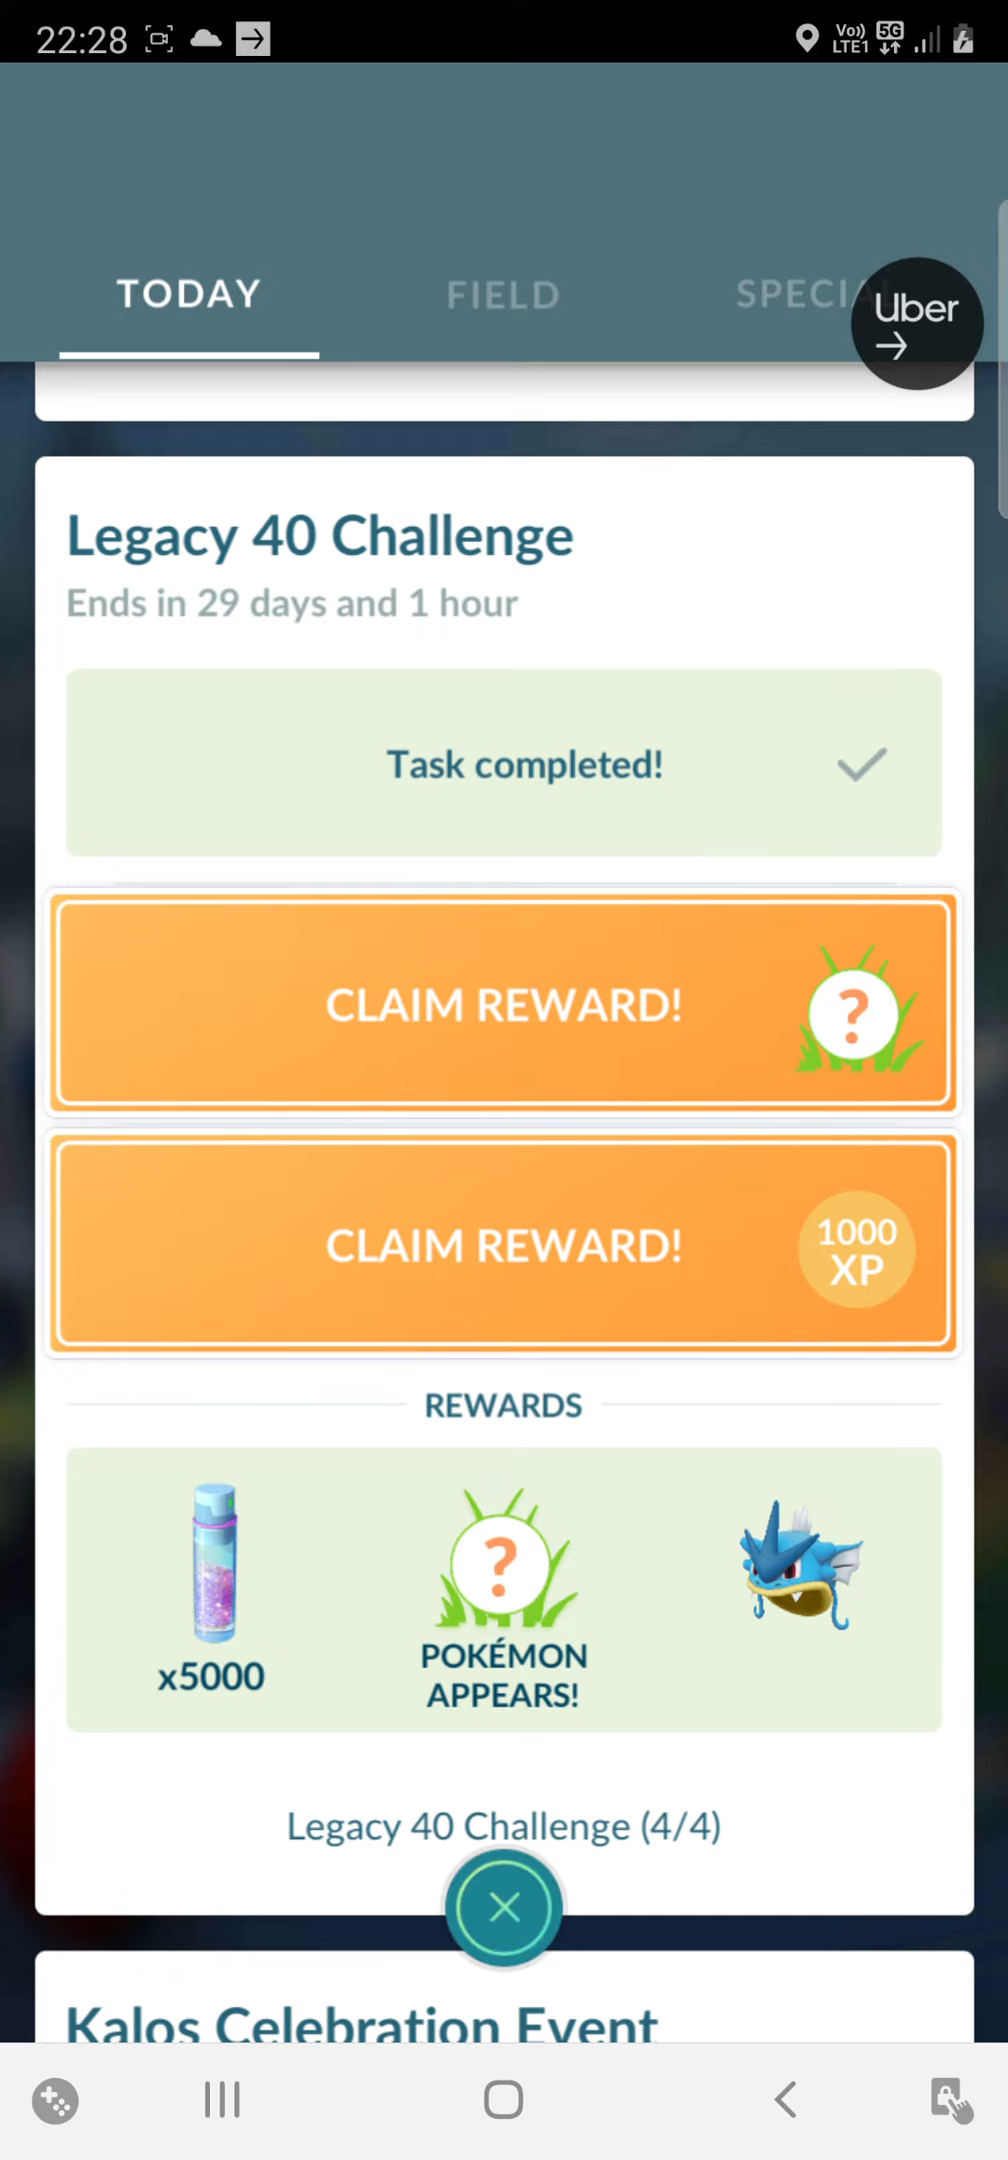 22:28
Vo)) LTE1 5G
TODAY FIELD SPECIA
Uber
Legacy 40 Challenge
Ends in 29 days and 1 hour
Task completed!
CLAIM REWARD!
?
CLAIM REWARD!
1000
XP
REWARDS
?
x5000
POKÉMON
APPEARS!
Legacy 40 Challenge (4/4)
Kalos Celebration Event